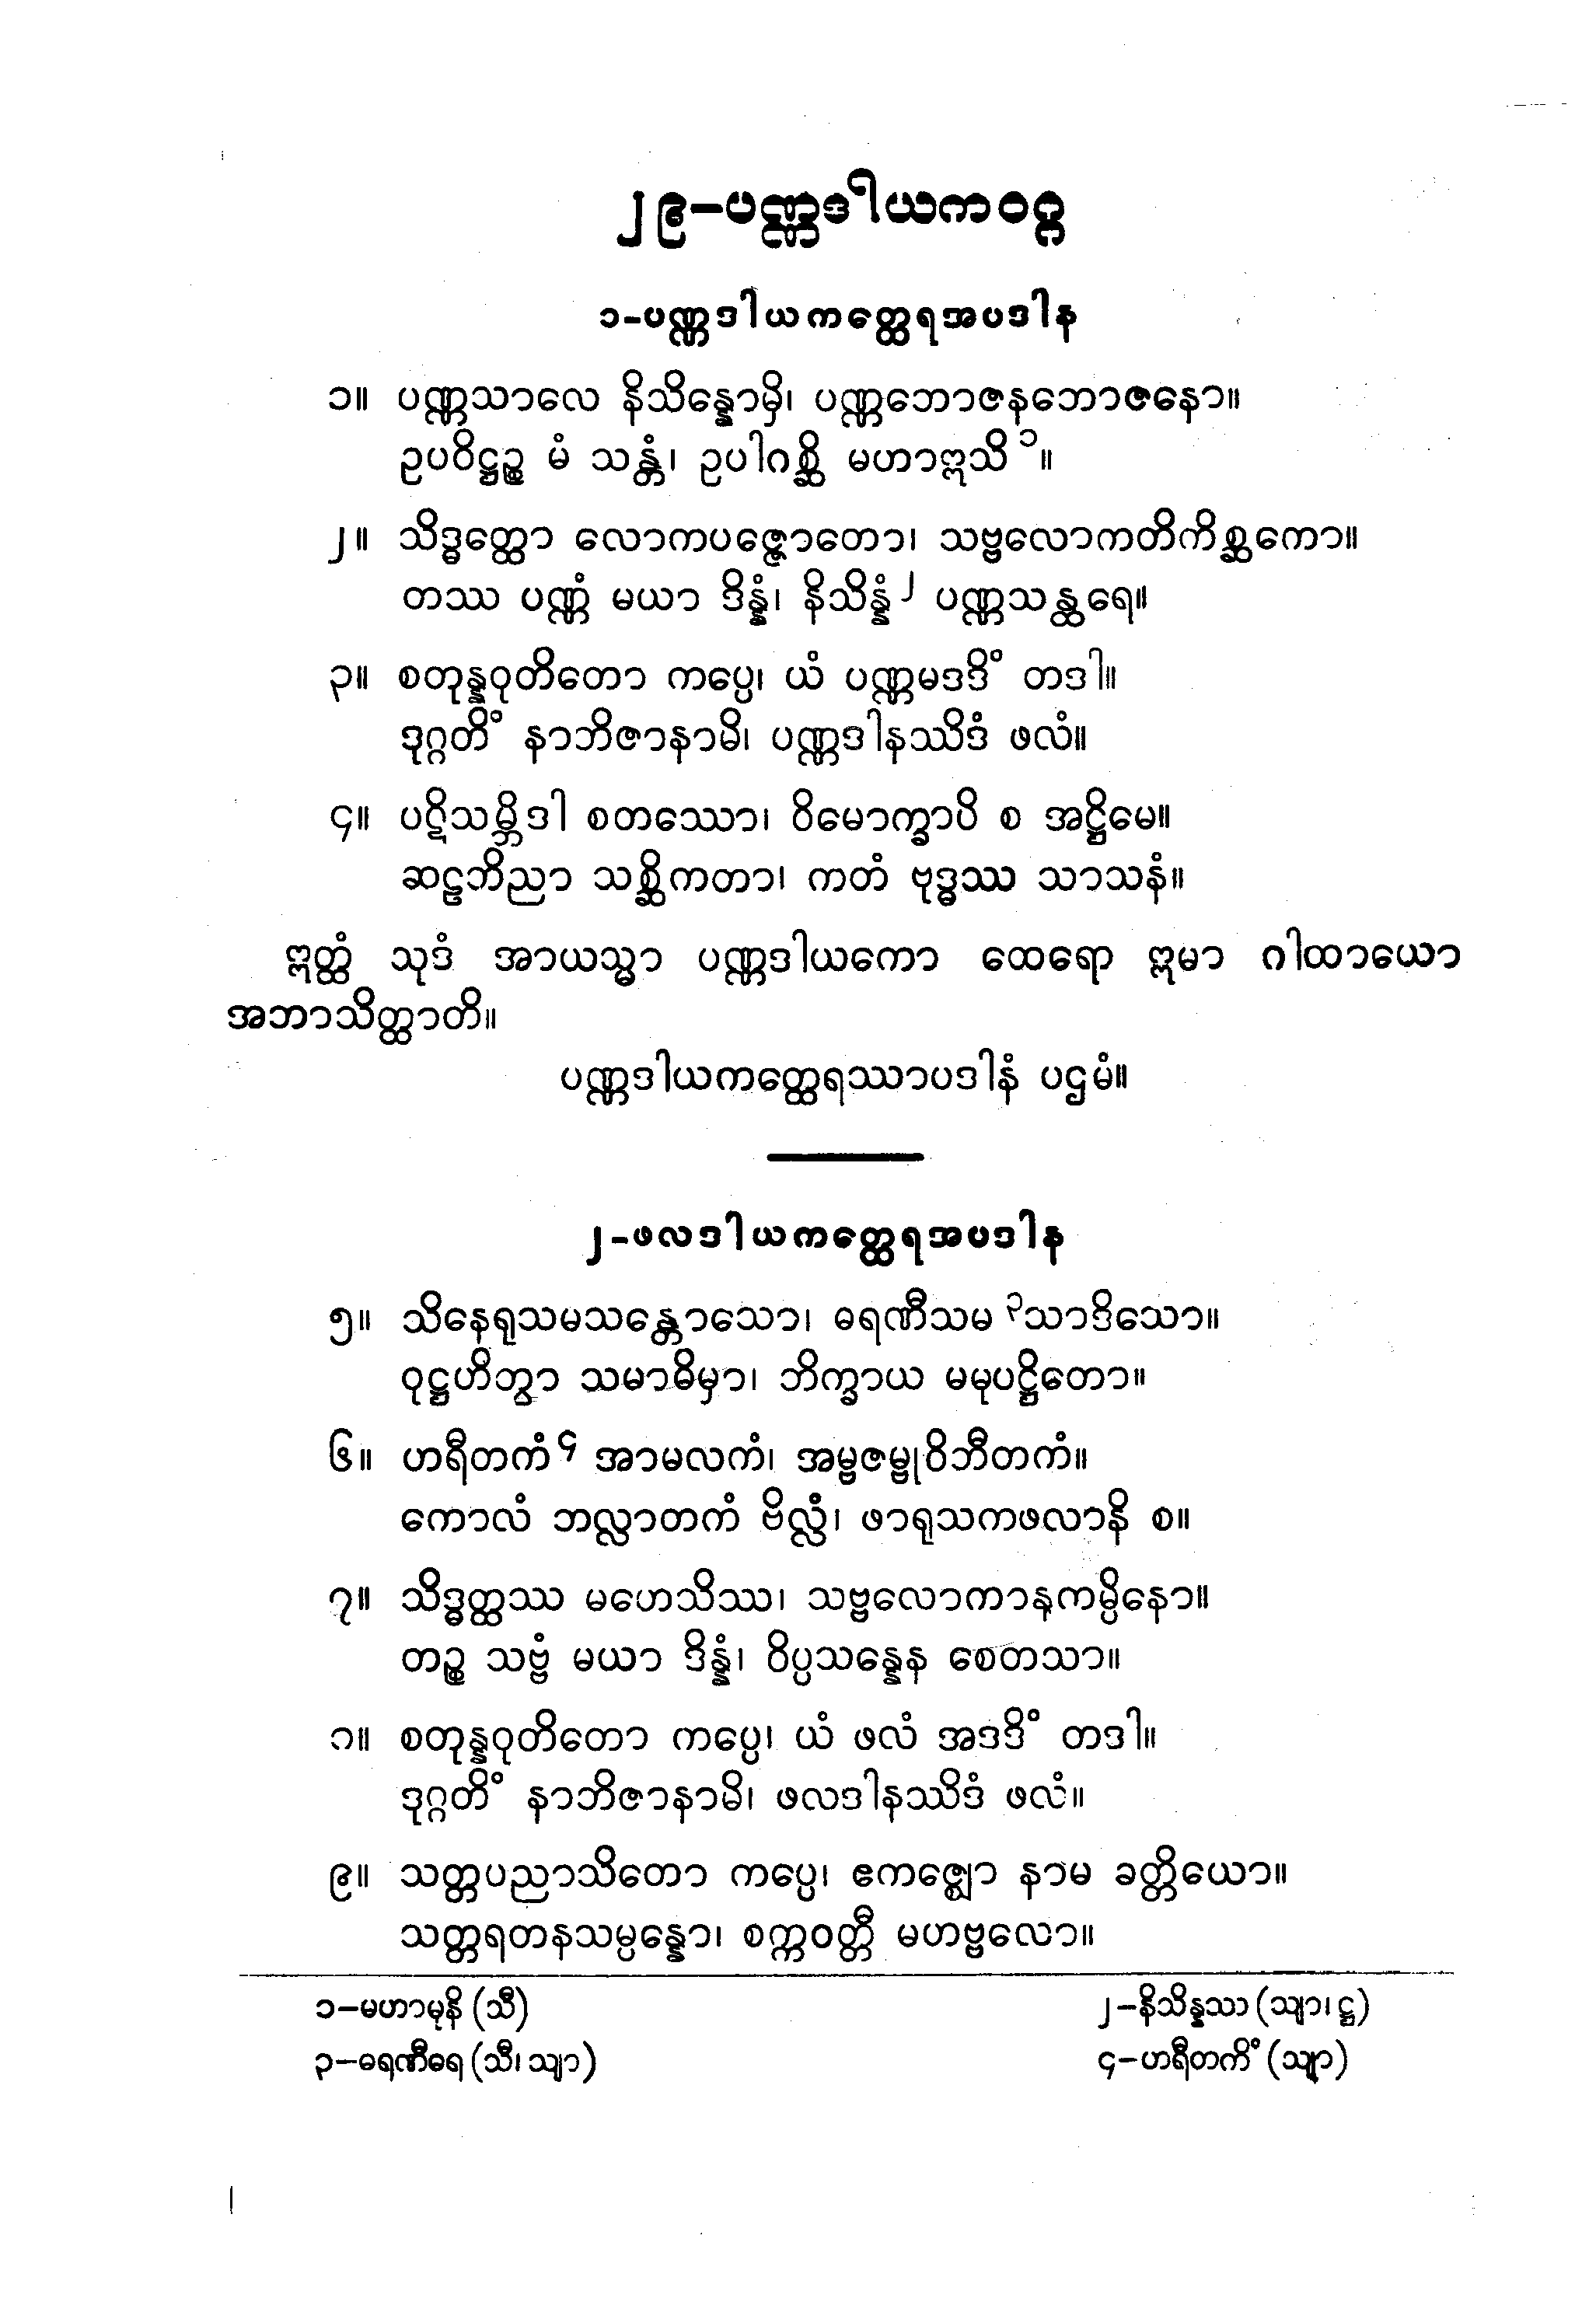 ၂၉–ပဏ္ဏဒါယကဝဂ္ဂ
၁-ပဏ္ဏဒါယကတ္ထေရအပဒါန
၁။ ပဏ္ဏသာလေ နိသိန္နောမှိ၊ ပဏ္ဏဘောဇနဘောဇနော။
ဥပဝိဋ္ဌဉ္စ မံ သန္တံ၊ ဥပါဂစ္ဆိ မဟာဣသိ ၁။
၂။ သိဒ္ဓတ္ထော လောကပဇ္ဇောတော၊ သဗ္ဗလောကတိကိစ္ဆကော။
တဿ ပဏ္ဏံ မယာ ဒိန္နံ၊ နိသိန္နံ ၂ ပဏ္ဏသန္ထရေ။
၃။ စတုန္နဝုတိတော ကပ္ပေ၊ ယံ ပဏ္ဏမဒဒိံ တဒါ။
ဒုဂ္ဂတိံ နာဘိဇာနာမိ၊ ပဏ္ဏဒါနဿိဒံ ဖလံ။
၄။ ပဋိသမ္ဘိဒါ စတဿော၊ ဝိမောက္ခာပိ စ အဋ္ဌိမေ။
ဆဠဘိညာ သစ္ဆိကတာ၊ ကတံ ဗုဒ္ဓဿ သာသနံ။
ဣတ္ထံ သုဒံ အာယသ္မာ ပဏ္ဏဒါယကော ထေရော ဣမာ ဂါထာယော
အဘာသိတ္ထာတိ။
ပဏ္ဏဒါယကတ္ထေရဿာပဒါနံ ပဌမံ။
၂-ဖလဒါယကတ္ထေရအပဒါန
၅။ သိနေရုသမသန္တောသော၊ ဓရဏီသမ ၃သာဒိသော။
ဝုဋ္ဌဟိတွာ သမာဓိမှာ၊ ဘိက္ခာယ မမုပဋ္ဌိတော။
၆။ ဟရီတကံ ၄ အာမလကံ၊ အမ္ဗဇမ္ဗုဝိဘီတကံ။
ကောလံ ဘလ္လာတကံ ဗိလ္လံ၊ ဖာရုသကဖလာနိ စ။
၇။ သိဒ္ဓတ္ထဿ မဟေသိဿ၊ သဗ္ဗလောကာနုကမ္ပိနော။
တဉ္စ သဗ္ဗံ မယာ ဒိန္နံ၊ ဝိပ္ပသန္နေန စေတသာ။
၈။ စတုန္နဝုတိတော ကပ္ပေ၊ ယံ ဖလံ အဒဒိံ တဒါ။
ဒုဂ္ဂတိံ နာဘိဇာနာမိ၊ ဖလဒါနဿိဒံ ဖလံ။
၉။ သတ္တပညာသိတော ကပ္ပေ၊ ဧကဇ္ဈော နာမ ခတ္တိယော။
သတ္တရတနသမ္ပန္နော၊ စက္ကဝတ္တီ မဟဗ္ဗလော။
၁–မဟာမုနိ (သီ) ၂–နိသိန္နဿ (သျာ၊ ဋ္ဌ)
၃–ဓရဏီဓရ (သီ၊ သျာ) ၄–ဟရီတကိံ (သျာ)